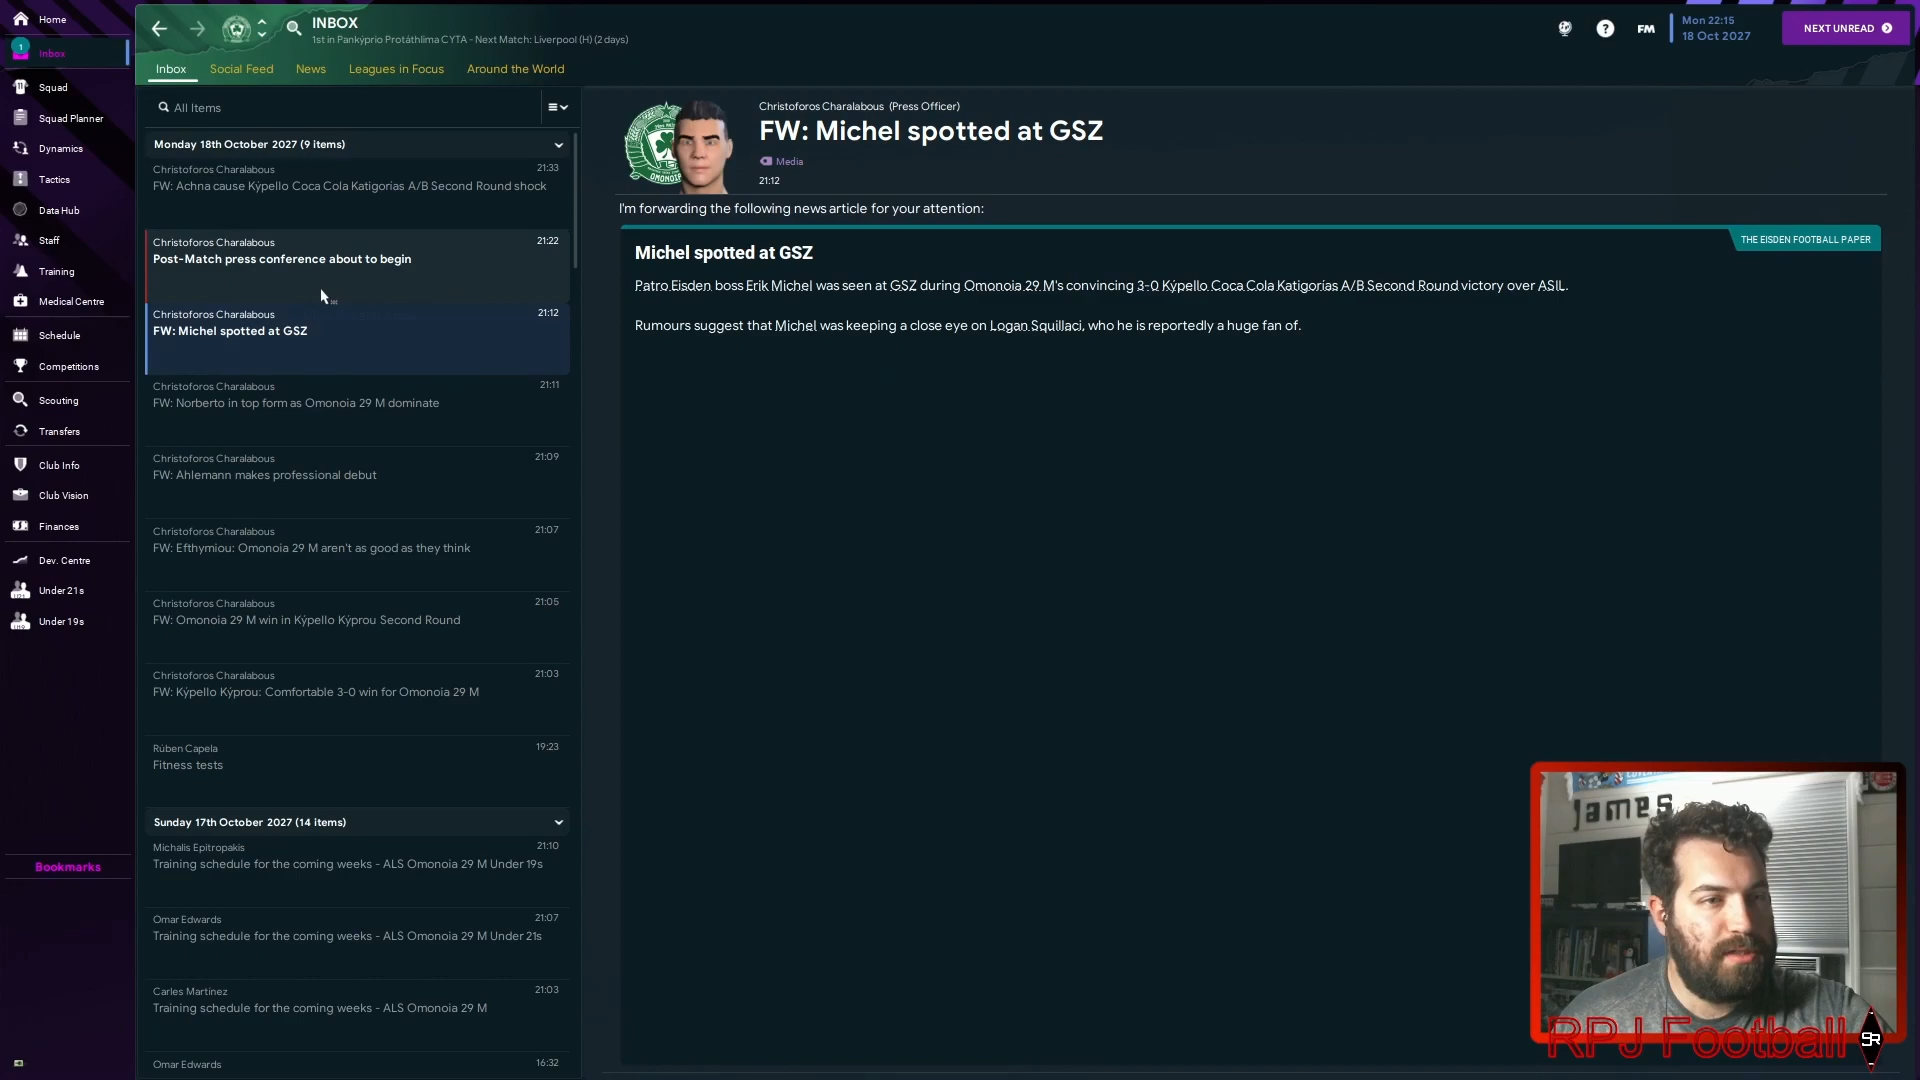 Home
1
Inbox
Squad
Squad Planner
Dynamics
Tactics
Data Hub
Staff
Training
Medical Centre
Schedule
Competitions
Scouting
Transfers
Club Info
Club Vision
Finances
Dev. Centre
Under 21s
Under 19s
Bookmarks
INBOX
1st in Pankýprio Protáthlima CYTA - Next Match: Liverpool (H) (2 days)
FM
Mon 22:15
18 Oct 2027
NEXT UNREAD
Inbox Social Feed News Leagues in Focus Around the World
All Items
Monday 18th October 2027 (9 items)
Christoforos Charalabous 21:33
FW: Achna cause Kýpello Coca Cola Katigorías A/B Second Round shock
Christoforos Charalabous 21:22
Post-Match press conference about to begin
Christoforos Charalabous 21:12
FW: Michel spotted at GSZ
Christoforos Charalabous 21:11
FW: Norberto in top form as Omonoia 29 M dominate
Christoforos Charalabous 21:09
FW: Ahlemann makes professional debut
Christoforos Charalabous 21:07
FW: Efthymiou: Omonoia 29 M aren't as good as they think
Christoforos Charalabous 21:05
FW: Omonoia 29 M win in Kýpello Kýprou Second Round
Christoforos Charalabous 21:03
FW: Kýpello Kýprou: Comfortable 3-0 win for Omonoia 29 M
Rúben Capela 19:23
Fitness tests
Sunday 17th October 2027 (14 items)
Michalis Epitropakis 21:10
Training schedule for the coming weeks - ALS Omonoia 29 M Under 19s
Omar Edwards 21:07
Training schedule for the coming weeks - ALS Omonoia 29 M Under 21s
Carles Martínez 21:03
Training schedule for the coming weeks - ALS Omonoia 29 M
Omar Edwards 16:32
Christoforos Charalabous (Press Officer)
FW: Michel spotted at GSZ
Media
21:12
I'm forwarding the following news article for your attention:
THE EISDEN FOOTBALL PAPER
Michel spotted at GSZ
Patro Eisden boss Erik Michel was seen at GSZ during Omonoia 29 M's convincing 3-0 Kýpello Coca Cola Katigorías A/B Second Round victory over ASIL.
Rumours suggest that Michel was keeping a close eye on Logan Squillaci, who he is reportedly a huge fan of.
James
RPJ Football